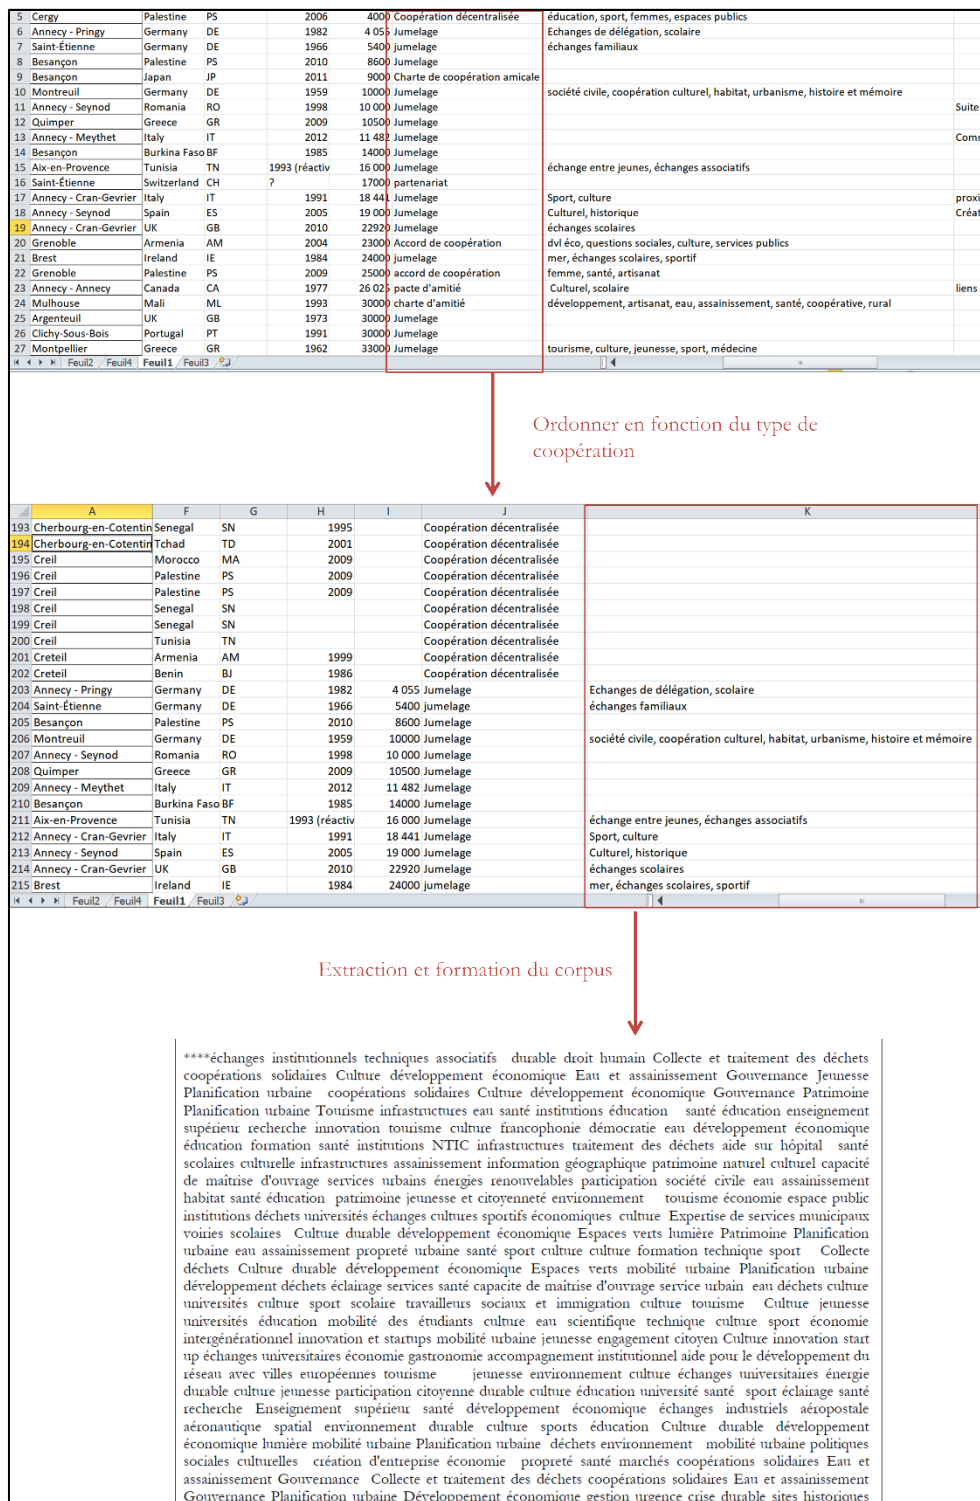 5 Cergy Palestine PS 2006 4000 Coopération décentralisée éducation, sport, femmes, espaces publics
6 Annecy - Pringy Germany DE 1982 4 055 Jumelage Echanges de délégation, scolaire
7 Saint-Étienne Germany DE 1966 5400 jumelage échanges familiaux
8 Besançon Palestine PS 2010 8600 Jumelage
9 Besançon Japan JP 2011 9000 Charte de coopération amicale
10 Montreuil Germany DE 1959 10000 Jumelage société civile, coopération culturel, habitat, urbanisme, histoire et mémoire
11 Annecy - Seynod Romania RO 1998 10 000 Jumelage Suite
12 Quimper Greece GR 2009 10500 Jumelage
13 Annecy - Meythet Italy IT 2012 11 482 Jumelage Comm
14 Besançon Burkina Faso BF 1985 14000 Jumelage
15 Aix-en-Provence Tunisia TN 1993 (réactiv 16 000 Jumelage échange entre jeunes, échanges associatifs
16 Saint-Étienne Switzerland CH ? 17000 partenariat
17 Annecy - Cran-Gevrier Italy IT 1991 18 441 Jumelage Sport, culture proxi
18 Annecy - Seynod Spain ES 2005 19 000 Jumelage Culturel, historique Créat
19 Annecy - Cran-Gevrier UK GB 2010 22920 Jumelage échanges scolaires
20 Grenoble Armenia AM 2004 23000 Accord de coopération dvl éco, questions sociales, culture, services publics
21 Brest Ireland IE 1984 24000 jumelage mer, échanges scolaires, sportif
22 Grenoble Palestine PS 2009 25000 accord de coopération femme, santé, artisanat
23 Annecy - Annecy Canada CA 1977 26 025 pacte d'amitié Culturel, scolaire liens
24 Mulhouse Mali ML 1993 30000 charte d'amitié développement, artisanat, eau, assainissement, santé, coopérative, rural
25 Argenteuil UK GB 1973 30000 Jumelage
26 Clichy-Sous-Bois Portugal PT 1991 30000 Jumelage
27 Montpellier Greece GR 1962 33000 Jumelage tourisme, culture, jeunesse, sport, médecine
Feuil2 Feuil4 Feuil1 Feuil3
Ordonner en fonction du type de
coopération
A F G H I J K
193 Cherbourg-en-Cotentin Senegal SN 1995 Coopération décentralisée
194 Cherbourg-en-Cotentin Tchad TD 2001 Coopération décentralisée
195 Creil Morocco MA 2009 Coopération décentralisée
196 Creil Palestine PS 2009 Coopération décentralisée
197 Creil Palestine PS 2009 Coopération décentralisée
198 Creil Senegal SN Coopération décentralisée
199 Creil Senegal SN Coopération décentralisée
200 Creil Tunisia TN Coopération décentralisée
201 Creteil Armenia AM 1999 Coopération décentralisée
202 Creteil Benin BJ 1986 Coopération décentralisée
203 Annecy - Pringy Germany DE 1982 4 055 Jumelage Echanges de délégation, scolaire
204 Saint-Étienne Germany DE 1966 5400 jumelage échanges familiaux
205 Besançon Palestine PS 2010 8600 Jumelage
206 Montreuil Germany DE 1959 10000 Jumelage société civile, coopération culturel, habitat, urbanisme, histoire et mémoire
207 Annecy - Seynod Romania RO 1998 10 000 Jumelage
208 Quimper Greece GR 2009 10500 Jumelage
209 Annecy - Meythet Italy IT 2012 11 482 Jumelage
210 Besançon Burkina Faso BF 1985 14000 Jumelage
211 Aix-en-Provence Tunisia TN 1993 (réactiv 16 000 Jumelage échange entre jeunes, échanges associatifs
212 Annecy - Cran-Gevrier Italy IT 1991 18 441 Jumelage Sport, culture
213 Annecy - Seynod Spain ES 2005 19 000 Jumelage Culturel, historique
214 Annecy - Cran-Gevrier UK GB 2010 22920 Jumelage échanges scolaires
215 Brest Ireland IE 1984 24000 jumelage mer, échanges scolaires, sportif
Feuil2 Feuil4 Feuil1 Feuil3
Extraction et formation du corpus
****échanges institutionnels techniques associatifs durable droit humain Collecte et traitement des déchets
coopérations solidaires Culture développement économique Eau et assainissement Gouvernance Jeunesse
Planification urbaine coopérations solidaires Culture développement économique Gouvernance Patrimoine
Planification urbaine Tourisme infrastructures eau santé institutions éducation santé éducation enseignement
supérieur recherche innovation tourisme culture francophonie démocratie eau développement économique
éducation formation santé institutions NTIC infrastructures traitement des déchets aide sur hôpital santé
scolaires culturelle infrastructures assainissement information géographique patrimoine naturel culturel capacité
de maîtrise d'ouvrage services urbains énergies renouvelables participation société civile eau assainissement
habitat santé éducation patrimoine jeunesse et citoyenneté environnement tourisme économie espace public
institutions déchets universités échanges cultures sportifs économiques culture Expertise de services municipaux
voiries scolaires Culture durable développement économique Espaces verts lumière Patrimoine Planification
urbaine eau assainissement propreté urbaine santé sport culture culture formation technique sport Collecte
déchets Culture durable développement économique Espaces verts mobilité urbaine Planification urbaine
développement déchets éclairage services santé capacite de maîtrise d'ouvrage service urbain eau déchets culture
universités culture sport scolaire travailleurs sociaux et immigration culture tourisme Culture jeunesse
universités éducation mobilité des étudiants culture eau scientifique technique culture sport économie
intergénérationnel innovation et startups mobilité urbaine jeunesse engagement citoyen Culture innovation start
up échanges universitaires économie gastronomie accompagnement institutionnel aide pour le développement du
réseau avec villes européennes tourisme jeunesse environnement culture échanges universitaires énergie
durable culture jeunesse participation citoyenne durable culture éducation université santé sport éclairage santé
recherche Enseignement supérieur santé développement économique échanges industriels aéropostale
aéronautique spatial environnement durable culture sports éducation Culture durable développement
économique lumière mobilité urbaine Planification urbaine déchets environnement mobilité urbaine politiques
sociales culturelles création d'entreprise économie propreté santé marchés coopérations solidaires Eau et
assainissement Gouvernance Collecte et traitement des déchets coopérations solidaires Eau et assainissement
Gouvernance Planification urbaine Développement économique gestion urgence crise durable sites historiques